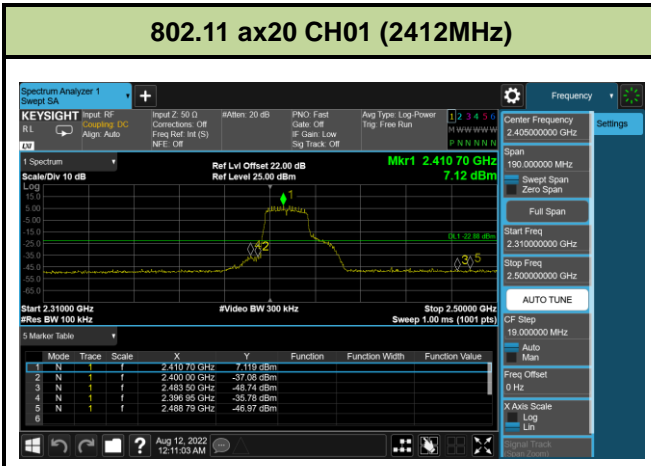 802.11 ax20 CH01 (2412MHz)
Spectrum Analyzer 1
Swept SA
+
Frequency
Settings
KEYSIGHT
RL
Input: RF
Coupling: DC
Align: Auto
Input Z: 50 Ω
Corrections: Off
Freq Ref: Int (S)
NFE: Off
#Atten: 20 dB
PNO: Fast
Gate: Off
IF Gain: Low
Sig Track: Off
Avg Type: Log-Power
Trig: Free Run
1 2 3 4 5 6
M W W W W W
P N N N N N
Center Frequency
2.405000000 GHz
Span
190.000000 MHz
Swept Span
Zero Span
Full Span
Start Freq
2.310000000 GHz
Stop Freq
2.500000000 GHz
AUTO TUNE
CF Step
19.000000 MHz
Auto
Man
Freq Offset
0 Hz
X Axis Scale
Log
Lin
Signal Track
(Span Zoom)
1 Spectrum
Scale/Div 10 dB
Log
Ref Lvl Offset 22.00 dB
Ref Level 25.00 dBm
Mkr1 2.410 70 GHz
7.12 dBm
15.0
5.00
-5.00
-15.0
-25.0
-35.0
-45.0
-55.0
-65.0
1
DL1 -22.88 dBm
4 2
3 5
Start 2.31000 GHz
#Res BW 100 kHz
#Video BW 300 kHz
Stop 2.50000 GHz
Sweep 1.00 ms (1001 pts)
5 Marker Table
Mode Trace Scale X Y Function Function Width Function Value
1 N 1 f 2.410 70 GHz 7.119 dBm
2 N 1 f 2.400 00 GHz -37.08 dBm
3 N 1 f 2.483 50 GHz -48.74 dBm
4 N 1 f 2.396 95 GHz -35.78 dBm
5 N 1 f 2.488 79 GHz -46.97 dBm
6
?
Aug 12, 2022
12:11:03 AM